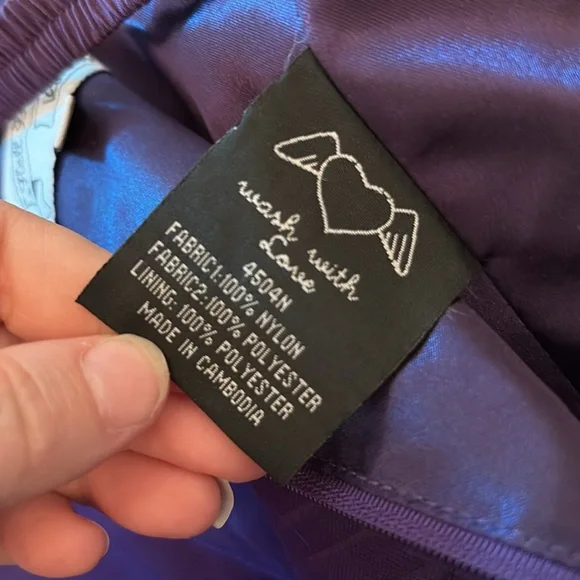 wash with
Love
4504N
FABRIC1:100% NYLON
FABRIC2:100% POLYESTER
LINING: 100% POLYESTER
MADE IN CAMBODIA